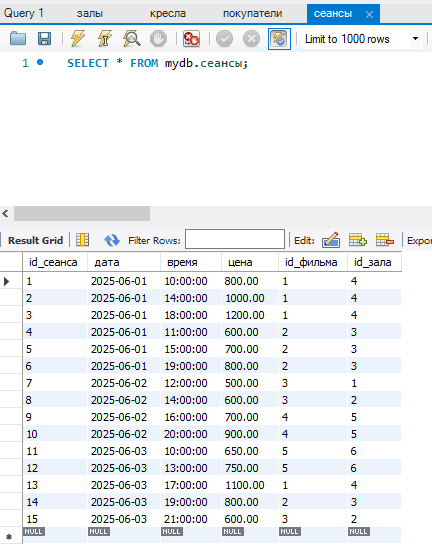 Query 1 залы кресла покупатели сеансы
Limit to 1000 rows
1 SELECT * FROM mydb.сеансы;
Result Grid Filter Rows: Edit: Expor
id_сеанса дата время цена id_фильма id_зала
1 2025-06-01 10:00:00 800.00 1 4
2 2025-06-01 14:00:00 1000.00 1 4
3 2025-06-01 18:00:00 1200.00 1 4
4 2025-06-01 11:00:00 600.00 2 3
5 2025-06-01 15:00:00 700.00 2 3
6 2025-06-01 19:00:00 800.00 2 3
7 2025-06-02 12:00:00 500.00 3 1
8 2025-06-02 14:00:00 600.00 3 2
9 2025-06-02 16:00:00 700.00 4 5
10 2025-06-02 20:00:00 900.00 4 5
11 2025-06-03 10:00:00 650.00 5 6
12 2025-06-03 13:00:00 750.00 5 6
13 2025-06-03 17:00:00 1100.00 1 4
14 2025-06-03 19:00:00 800.00 2 3
15 2025-06-03 21:00:00 600.00 3 2
NULL NULL NULL NULL NULL NULL